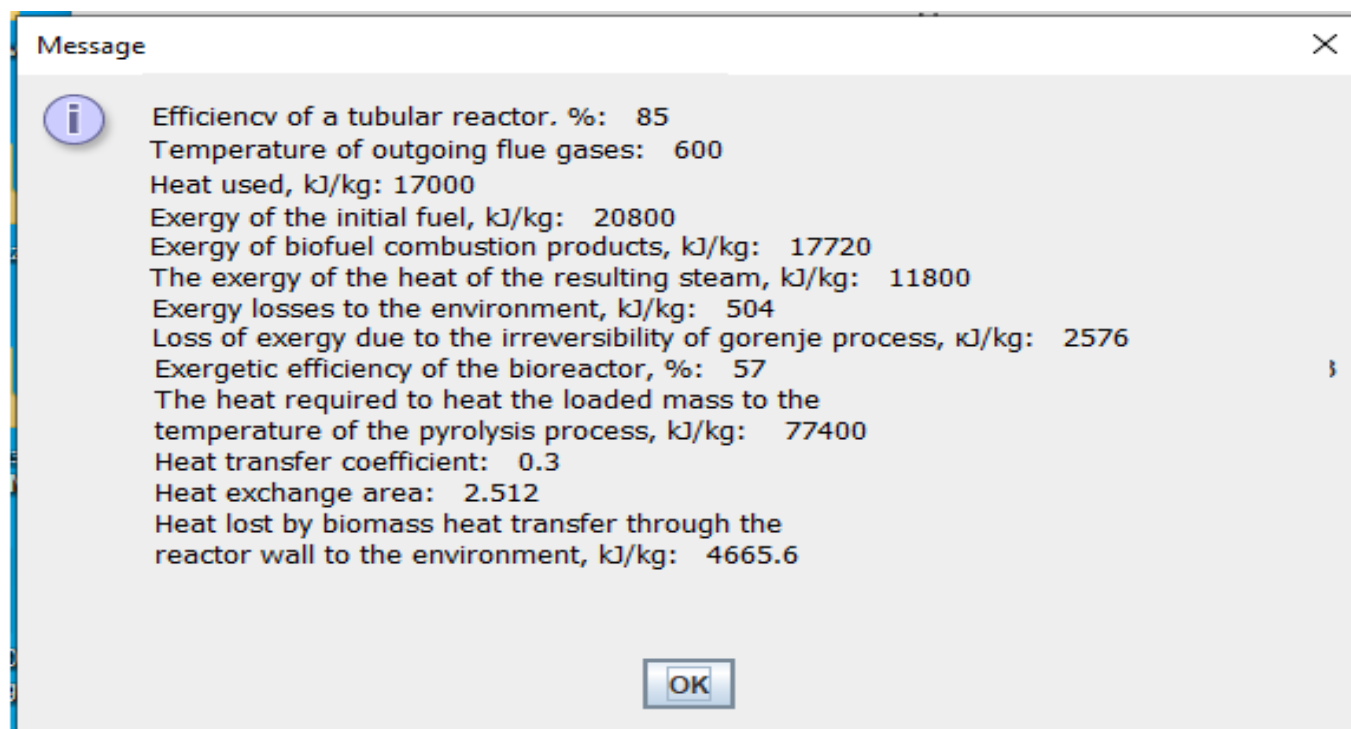 Message
Efficiencv of a tubular reactor. %: 85
Temperature of outgoing flue gases: 600
Heat used, kJ/kg: 17000
Exergy of the initial fuel, kJ/kg: 20800
Exergy of biofuel combustion products, kJ/kg: 17720
The exergy of the heat of the resulting steam, kJ/kg: 11800
Exergy losses to the environment, kJ/kg: 504
Loss of exergy due to the irreversibility of gorenje process, кJ/kg: 2576
Exergetic efficiency of the bioreactor, %: 57
The heat required to heat the loaded mass to the
temperature of the pyrolysis process, kJ/kg: 77400
Heat transfer coefficient: 0.3
Heat exchange area: 2.512
Heat lost by biomass heat transfer through the
reactor wall to the environment, kJ/kg: 4665.6
OK